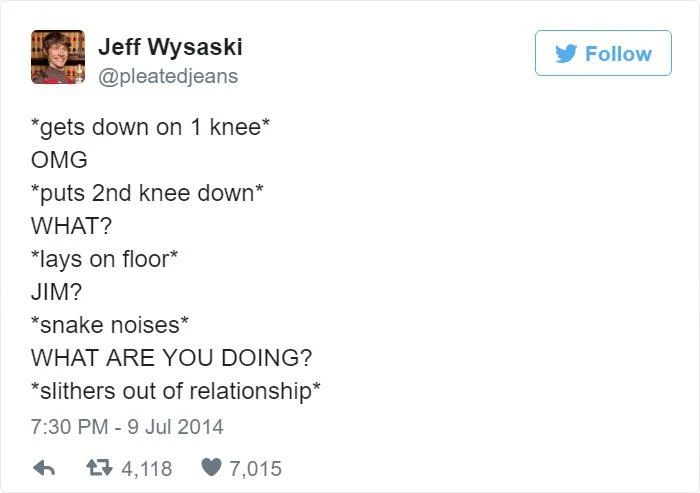 Jeff Wysaski
@pleatedjeans
Follow
*gets down on 1 knee*
OMG
*puts 2nd knee down*
WHAT?
*lays on floor*
JIM?
*snake noises*
WHAT ARE YOU DOING?
*slithers out of relationship*
7:30 PM - 9 Jul 2014
4,118 7,015